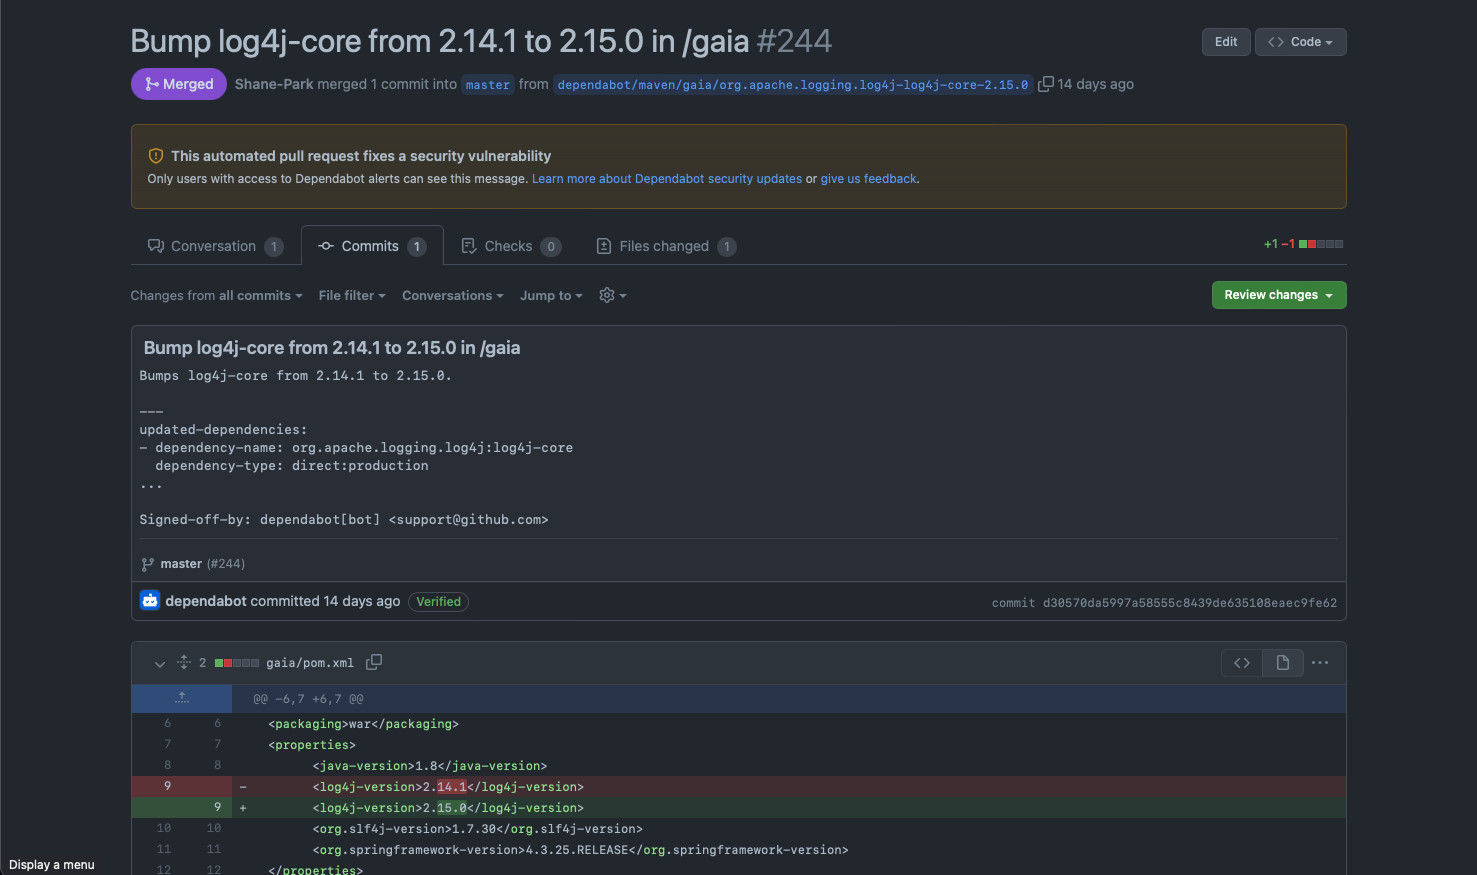 Bump log4j-core from 2.14.1 to 2.15.0 in /gaia #244
Edit
<> Code
Merged
Shane-Park merged 1 commit into master from dependabot/maven/gaia/org.apache.logging.log4j-log4j-core-2.15.0 14 days ago
This automated pull request fixes a security vulnerability
Only users with access to Dependabot alerts can see this message. Learn more about Dependabot security updates or give us feedback.
Conversation 1
Commits 1
Checks 0
Files changed 1
+1 −1
Changes from all commits
File filter
Conversations
Jump to
Review changes
Bump log4j-core from 2.14.1 to 2.15.0 in /gaia
Bumps log4j-core from 2.14.1 to 2.15.0.
---
updated-dependencies:
- dependency-name: org.apache.logging.log4j:log4j-core
dependency-type: direct:production
...
Signed-off-by: dependabot[bot] <support@github.com>
master (#244)
dependabot committed 14 days ago Verified
commit d30570da5997a58555c8439de635108eaec9fe62
2 gaia/pom.xml
<>
@@ -6,7 +6,7 @@
6 6 <packaging>war</packaging>
7 7 <properties>
8 8 <java-version>1.8</java-version>
9 - <log4j-version>2.14.1</log4j-version>
9 + <log4j-version>2.15.0</log4j-version>
10 10 <org.slf4j-version>1.7.30</org.slf4j-version>
11 11 <org.springframework-version>4.3.25.RELEASE</org.springframework-version>
12 12 </properties>
Display a menu